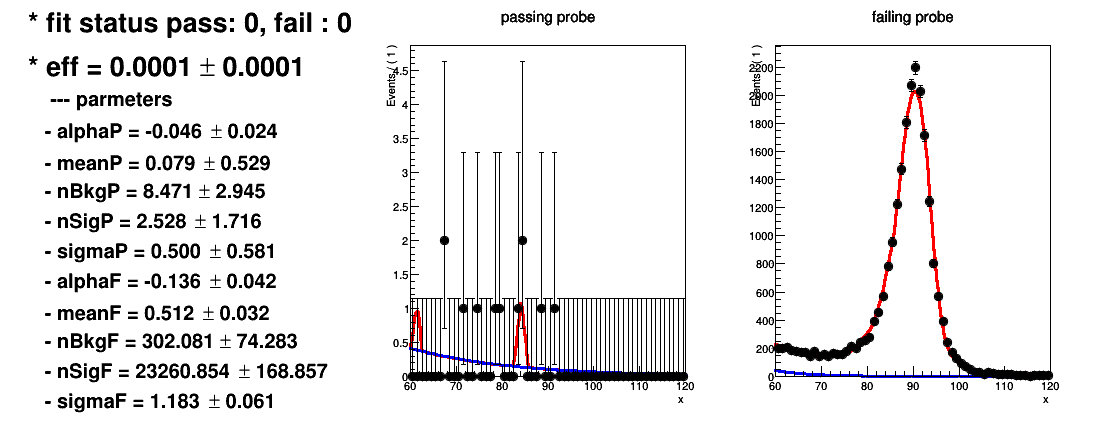 * fit status pass: 0, fail : 0
* eff = 0.0001 ± 0.0001
--- parmeters
- alphaP = -0.046 ± 0.024
- meanP = 0.079 ± 0.529
- nBkgP = 8.471 ± 2.945
- nSigP = 2.528 ± 1.716
- sigmaP = 0.500 ± 0.581
- alphaF = -0.136 ± 0.042
- meanF = 0.512 ± 0.032
- nBkgF = 302.081 ± 74.283
- nSigF = 23260.854 ± 168.857
- sigmaF = 1.183 ± 0.061
passing probe
Events / ( 1 )
4.5
4
3.5
3
2.5
2
1.5
1
0.5
0
60 70 80 90 100 110 120
x
failing probe
Events / ( 1 )
2200
2000
1800
1600
1400
1200
1000
800
600
400
200
0
60 70 80 90 100 110 120
x